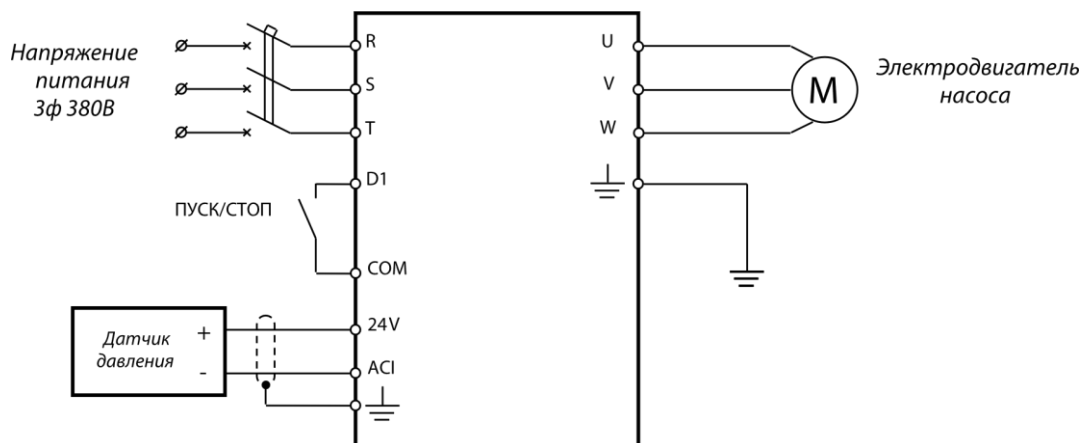 Напряжение
питания
3ф 380В
R
S
T
D1
ПУСК/СТОП
COM
24V
ACI
Датчик
давления
+
-
U
V
W
M
Электродвигатель
насоса